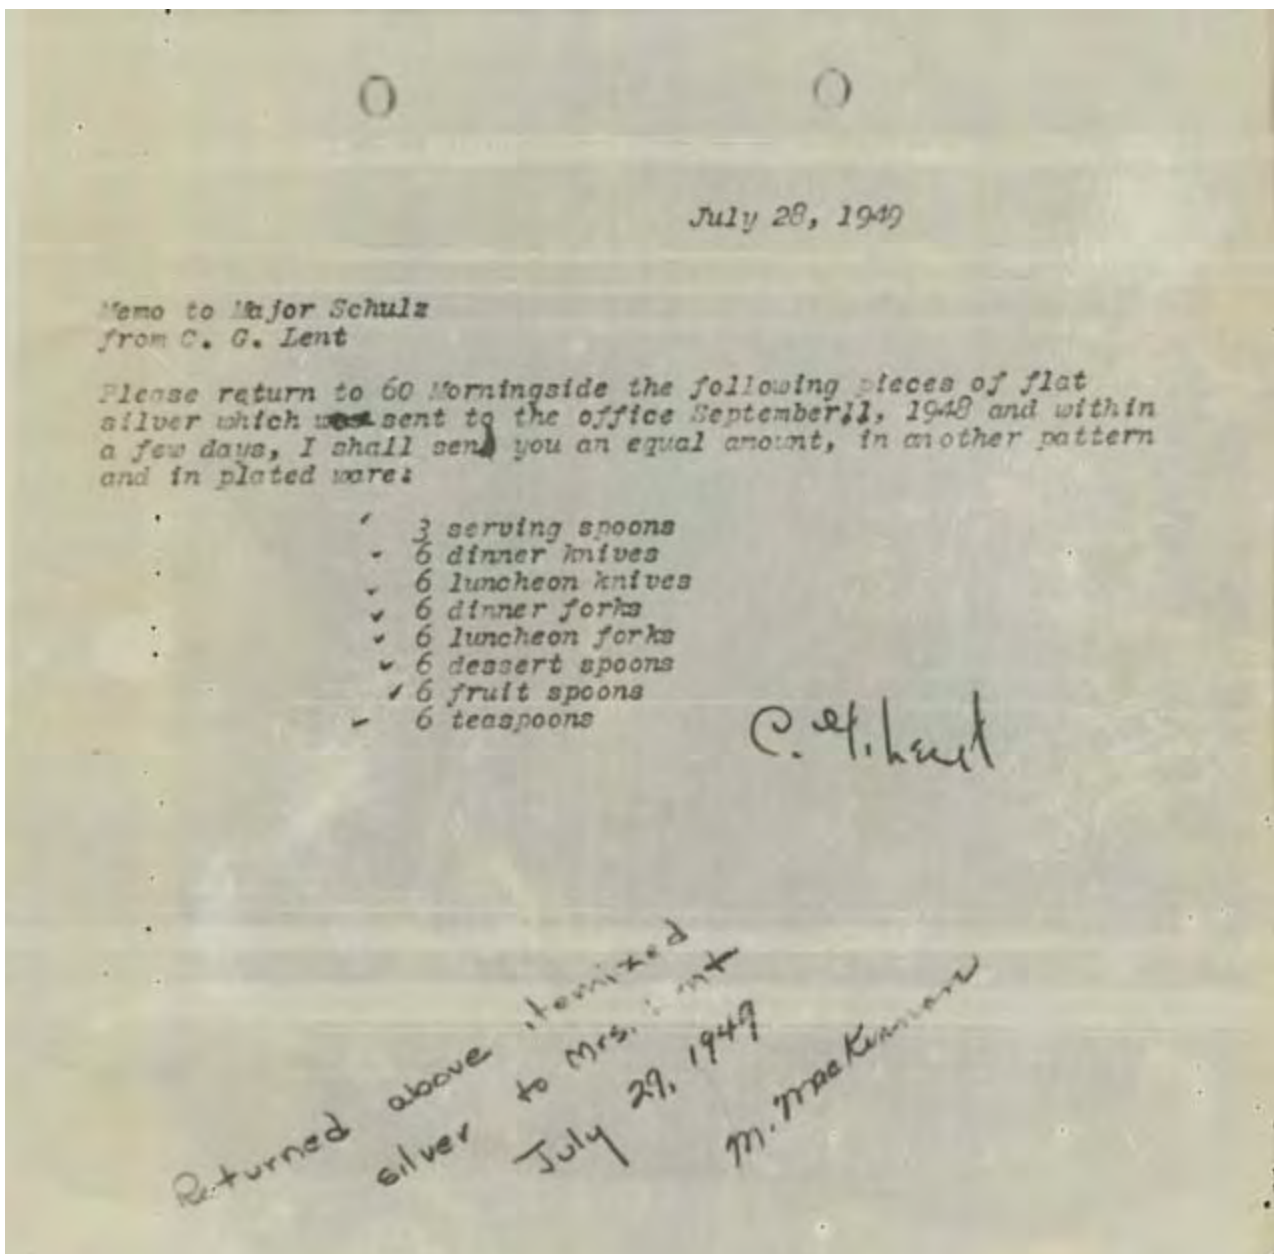 July 28, 1949
Memo to Major Schulz
from C. G. Lent
Please return to 60 Morningside the following pieces of flat
silver which was sent to the office September 11, 1948 and within
a few days, I shall send you an equal amount, in another pattern
and in plated ware:
3 serving spoons
6 dinner knives
6 luncheon knives
6 dinner forks
6 luncheon forks
6 dessert spoons
6 fruit spoons
6 teaspoons
C. G. Lent
Returned above itemized
silver to Mrs. Lent
July 29, 1949
M. MacKinnon